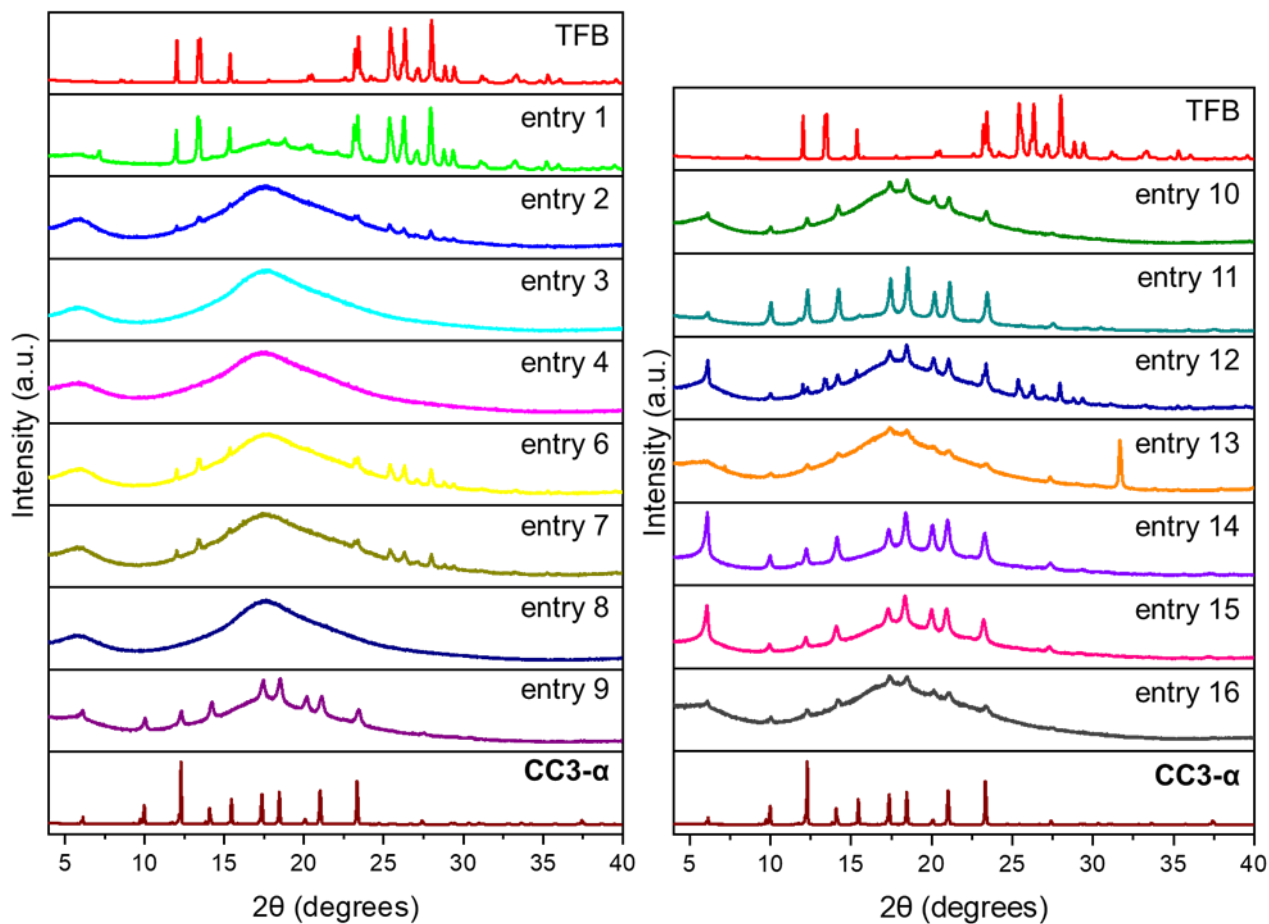 TFB
entry 1
entry 2
entry 3
entry 4
entry 6
entry 7
entry 8
entry 9
CC3-α
5 10 15 20 25 30 35 40
2θ (degrees)
Intensity (a.u.)
TFB
entry 10
entry 11
entry 12
entry 13
entry 14
entry 15
entry 16
CC3-α
5 10 15 20 25 30 35 40
2θ (degrees)
Intensity (a.u.)